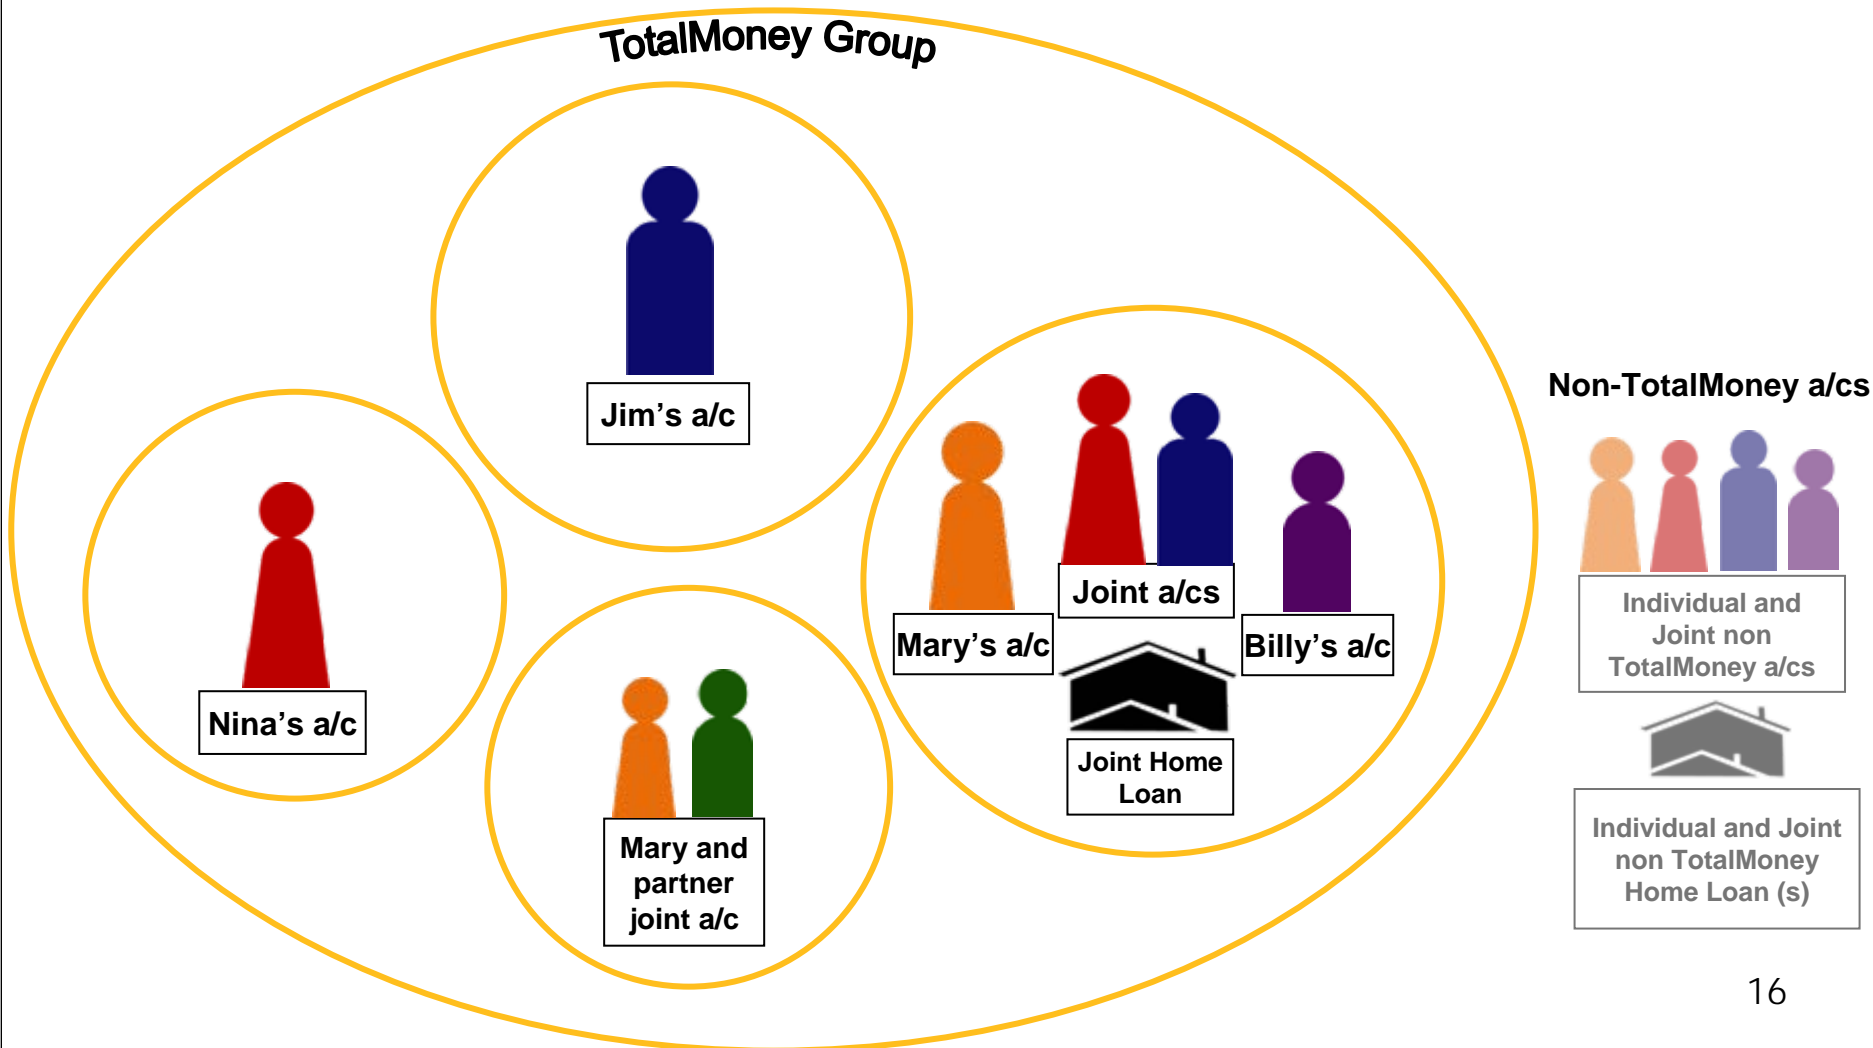 TotalMoney Group
Jim’s a/c
Nina’s a/c
Mary and
partner
joint a/c
Mary’s a/c
Joint a/cs
Billy’s a/c
Joint Home
Loan
Non-TotalMoney a/cs
Individual and
Joint non
TotalMoney a/cs
Individual and Joint
non TotalMoney
Home Loan (s)
16